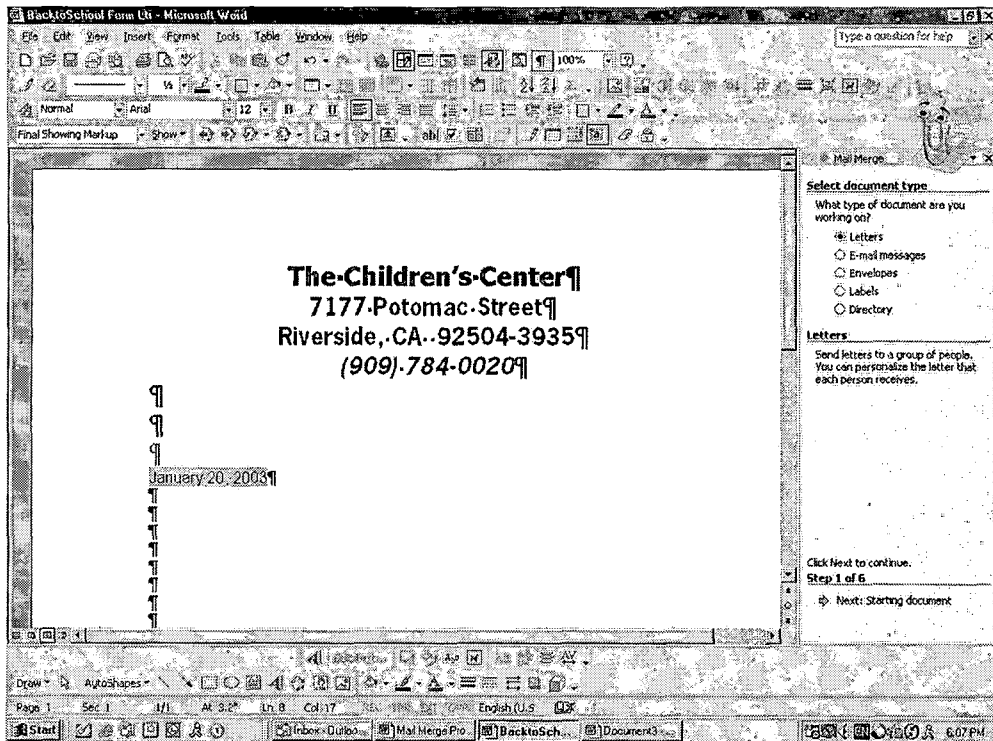 BacktoSchool Form Ltr - Microsoft Word
File Edit View Insert Format Tools Table Window Help
Type a question for help
100%
½
Normal Arial 12 B I U
Final Showing Markup Show abl
Mail Merge
Select document type
What type of document are you
working on?
Letters
E-mail messages
Envelopes
Labels
Directory
Letters
Send letters to a group of people.
You can personalize the letter that
each person receives.
Click Next to continue.
Step 1 of 6
Next: Starting document
The·Children's·Center¶
7177·Potomac·Street¶
Riverside,·CA··92504-3935¶
(909)·784-0020¶
¶
¶
¶
January 20, 2003¶
¶
¶
¶
¶
¶
¶
¶
¶
Draw AutoShapes
Page 1 Sec 1 1/1 At 3.2" Ln 8 Col 17 English (U.S
Start Inbox - Outloo... Mail Merge Pro... BacktoSch... Document3 - ... 6:07 PM